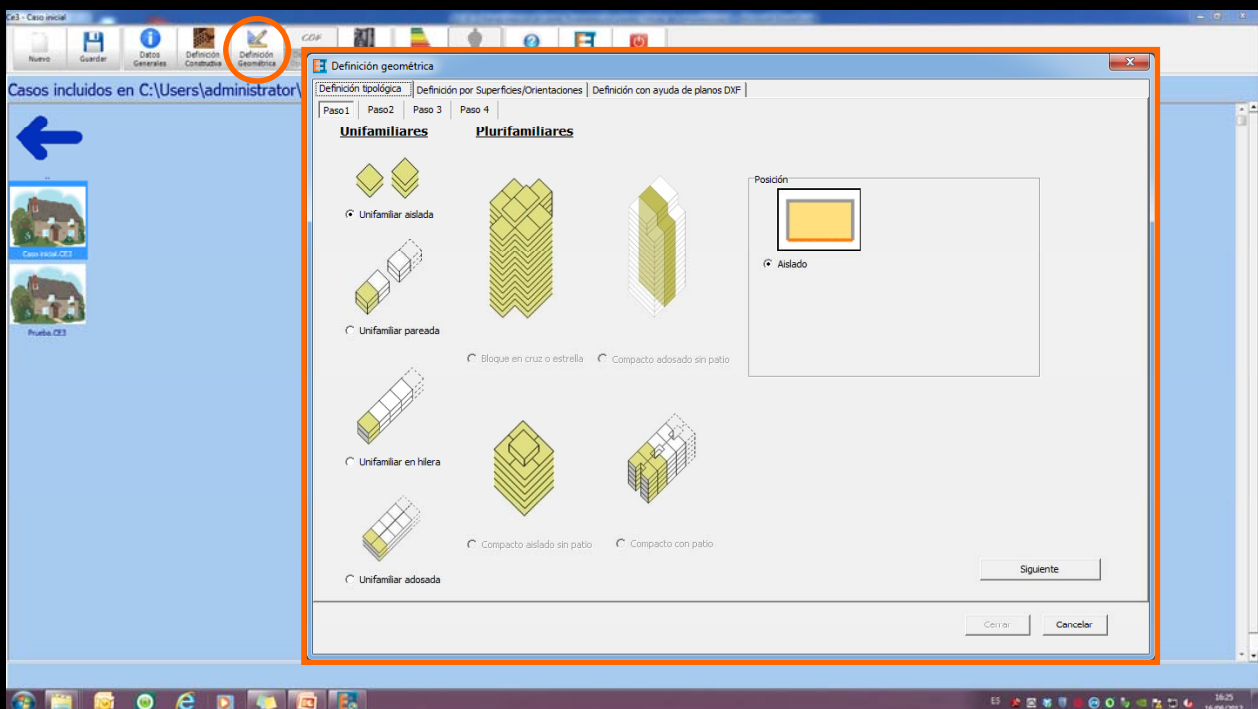 Ce3 - Caso inicial
Nuevo
Guardar
Datos Generales
Definición Constructiva
Definición Geométrica
Casos incluidos en C:\Users\administrator\
..
Caso inicial.CE3
Prueba.CE3
Definición geométrica
Definición tipológica
Definición por Superficies/Orientaciones
Definición con ayuda de planos DXF
Paso1
Paso2
Paso 3
Paso 4
Unifamiliares
Plurifamiliares
Unifamiliar aislada
Unifamiliar pareada
Unifamiliar en hilera
Unifamiliar adosada
Bloque en cruz o estrella
Compacto adosado sin patio
Compacto aislado sin patio
Compacto con patio
Posición
Aislado
Siguiente
Cerrar
Cancelar
ES
16:25